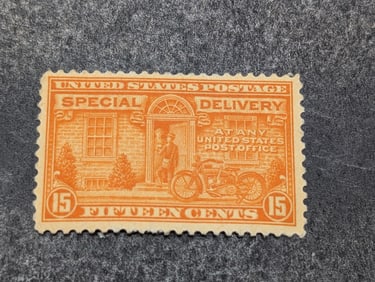 UNITED STATES POSTAGE
SPECIAL DELIVERY
AT ANY
UNITED STATES
POST OFFICE
15 FIFTEEN CENTS 15